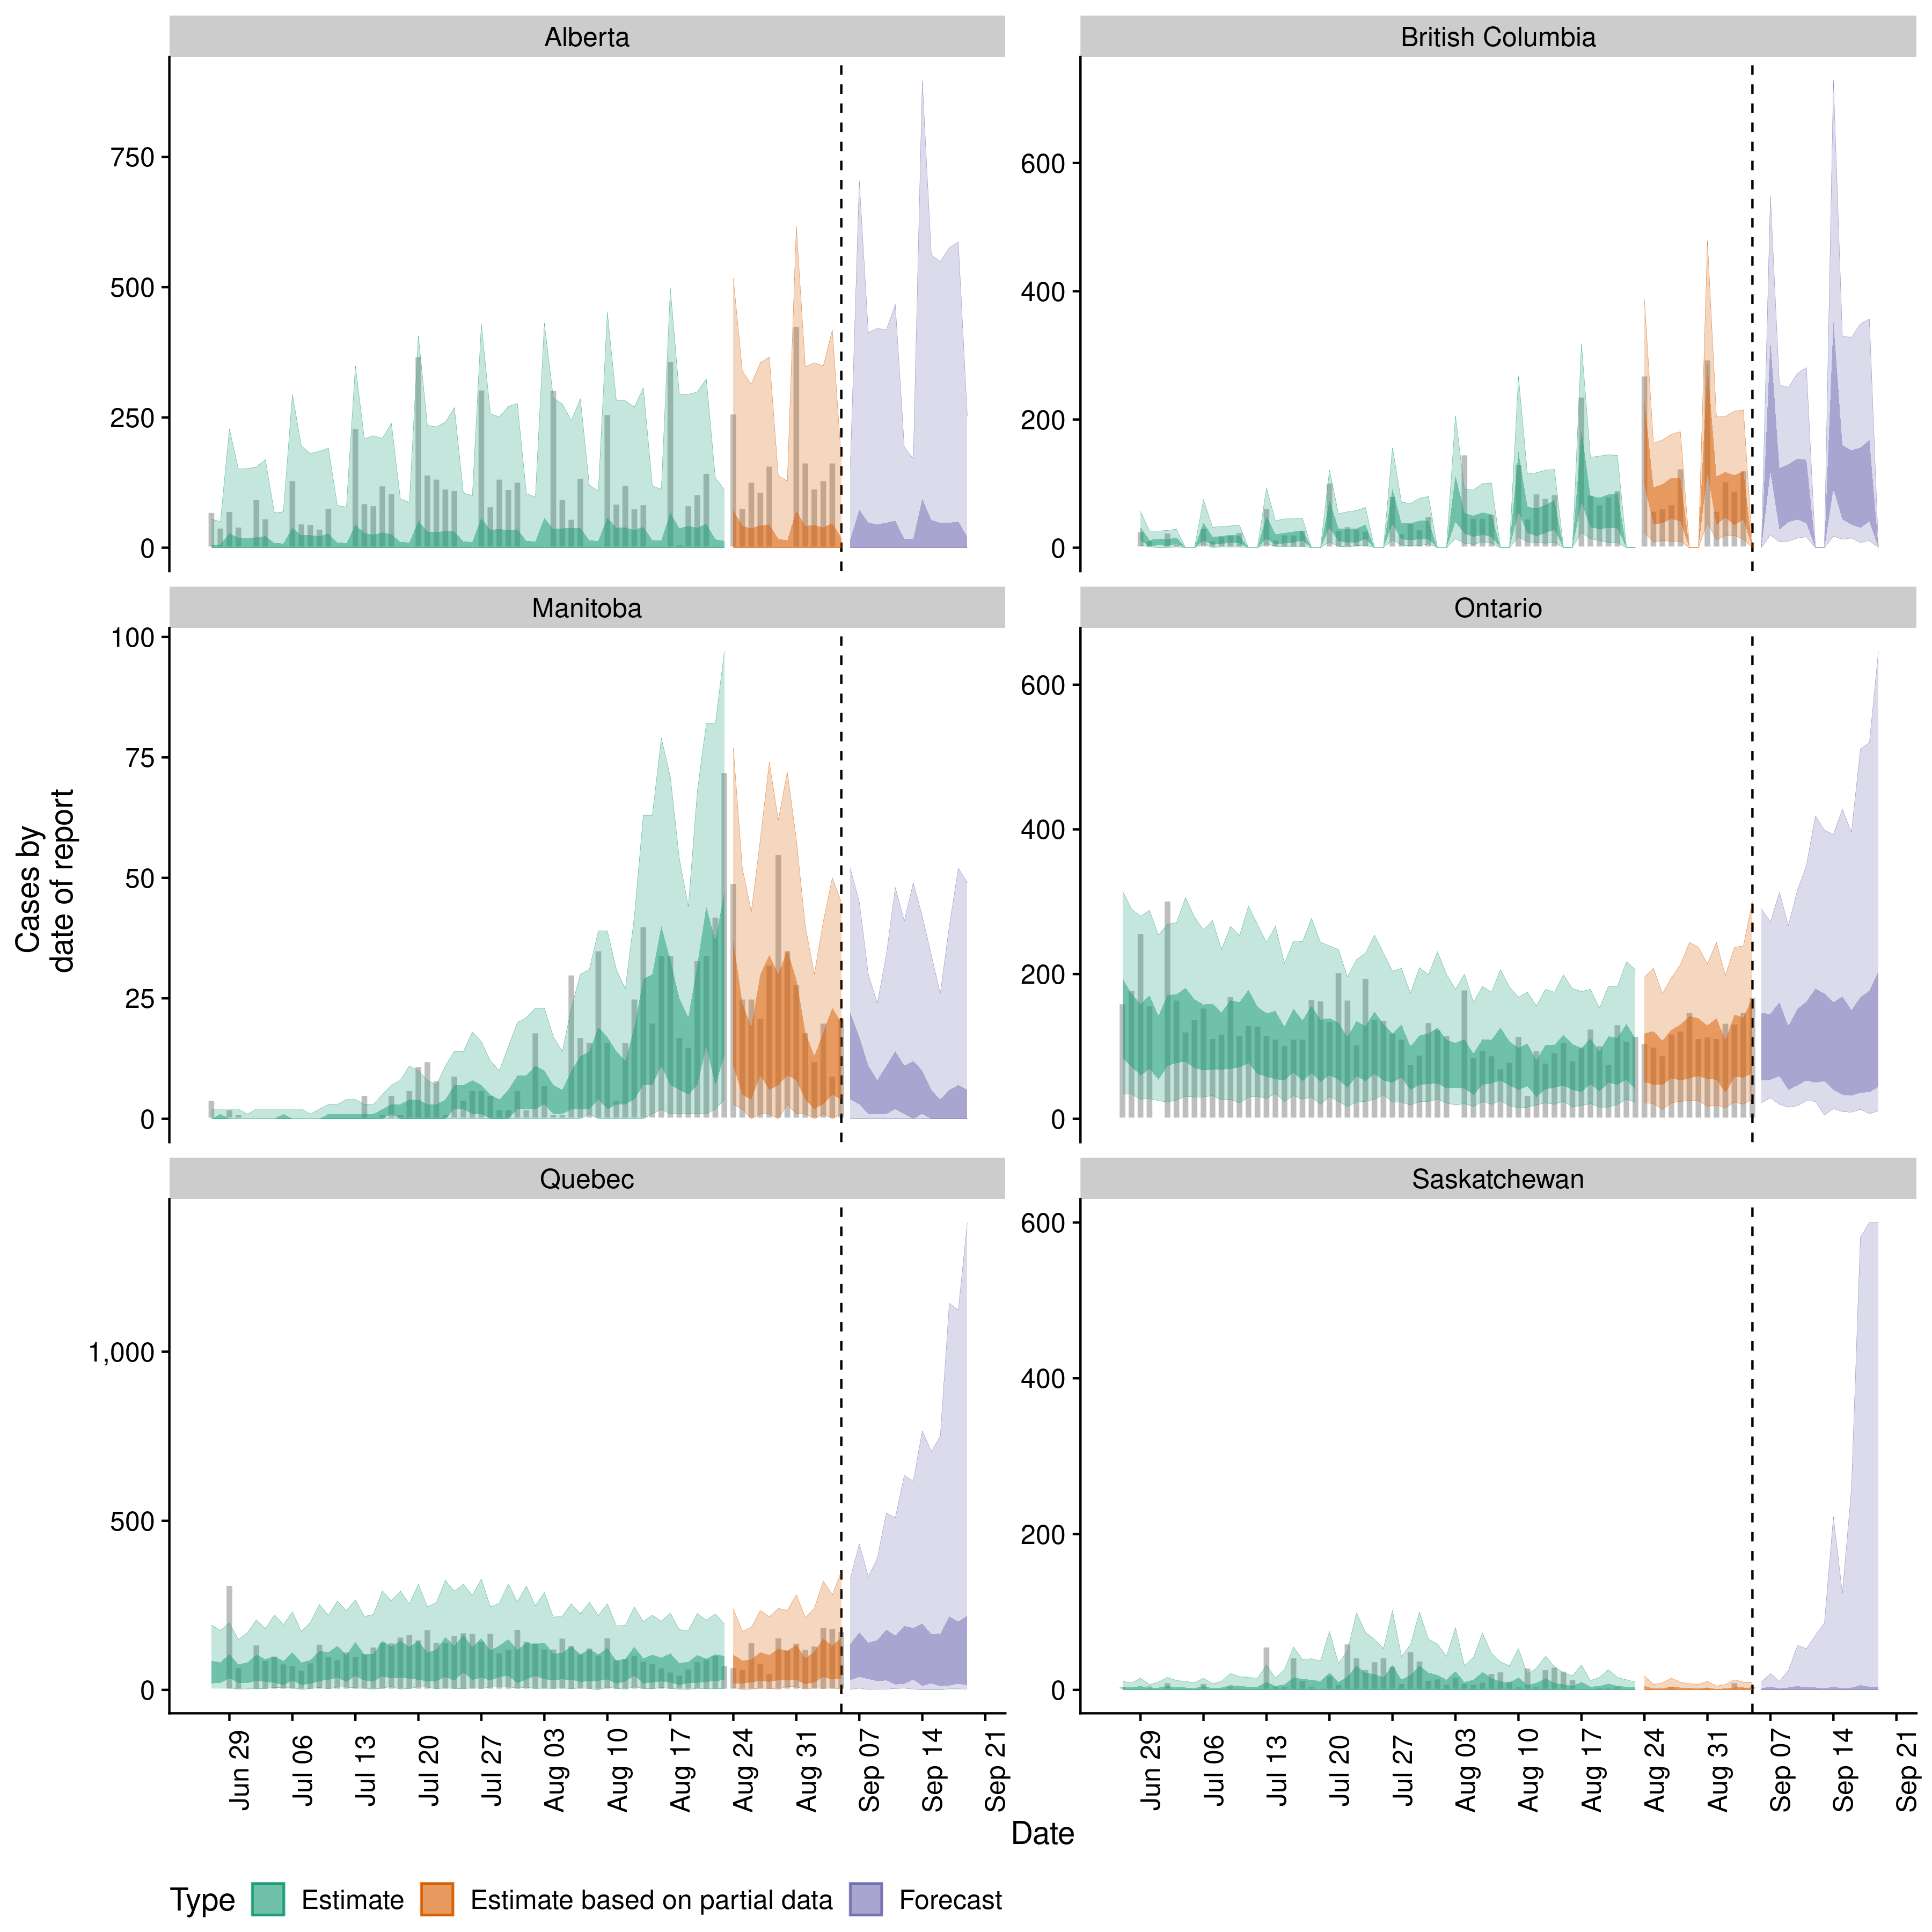 Alberta
British Columbia
750
500
250
0
600
400
200
0
Manitoba
Ontario
100
75
50
25
0
600
400
200
0
Quebec
Saskatchewan
1,000
500
0
600
400
200
0
Cases by
date of report
Jun 29 Jul 06 Jul 13 Jul 20 Jul 27 Aug 03 Aug 10 Aug 17 Aug 24 Aug 31 Sep 07 Sep 14 Sep 21
Jun 29 Jul 06 Jul 13 Jul 20 Jul 27 Aug 03 Aug 10 Aug 17 Aug 24 Aug 31 Sep 07 Sep 14 Sep 21
Date
Type Estimate Estimate based on partial data Forecast